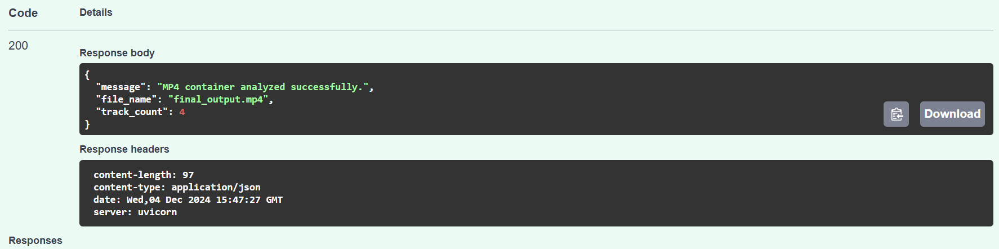 Code Details
200
Response body
{
"message": "MP4 container analyzed successfully.",
"file_name": "final_output.mp4",
"track_count": 4
}
Download
Response headers
content-length: 97
content-type: application/json
date: Wed,04 Dec 2024 15:47:27 GMT
server: uvicorn
Responses